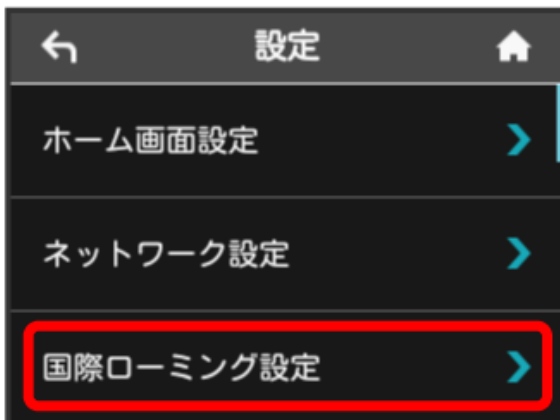 設定
ホーム画面設定
ネットワーク設定
国際ローミング設定